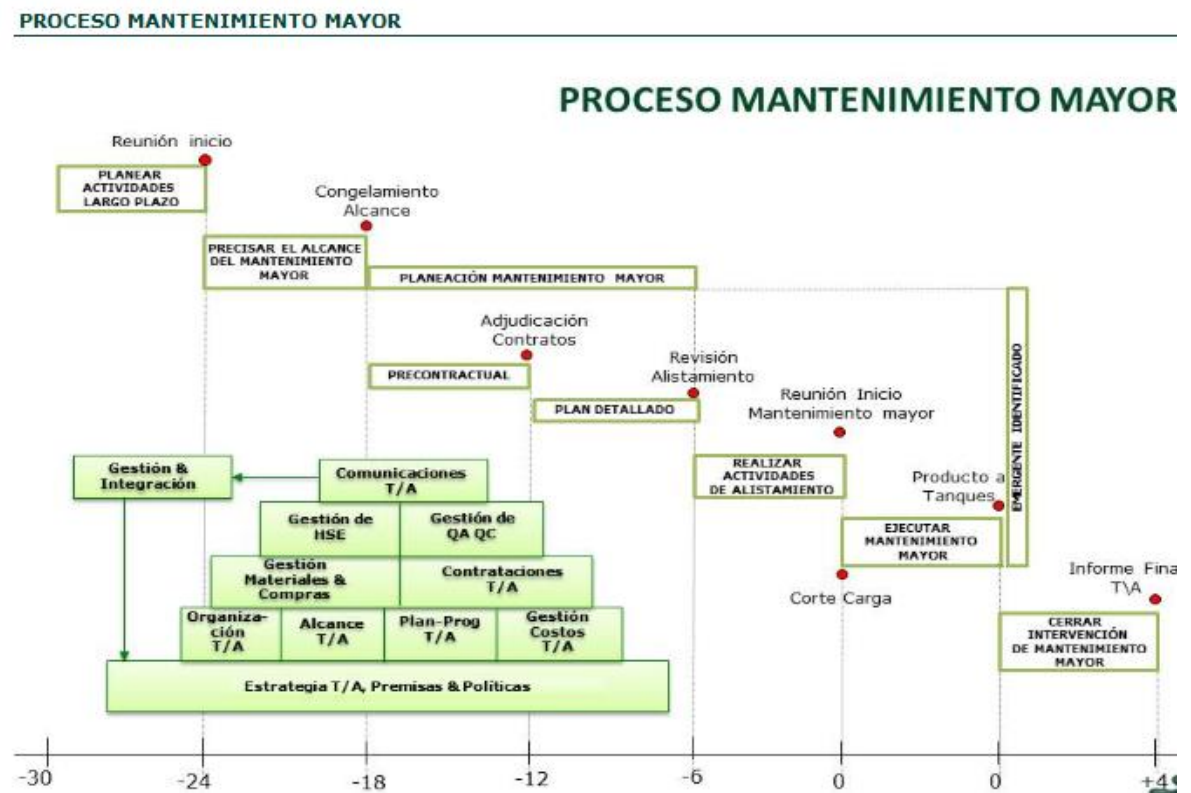 PROCESO MANTENIMIENTO MAYOR
PROCESO MANTENIMIENTO MAYOR
Reunión inicio
PLANEAR
ACTIVIDADES
LARGO PLAZO
Congelamiento
Alcance
PRECISAR EL ALCANCE
DEL MANTENIMIENTO
MAYOR
PLANEACIÓN MANTENIMIENTO MAYOR
Adjudicación
Contratos
PRECONTRACTUAL
Revisión
Alistamiento
PLAN DETALLADO
Reunión Inicio
Mantenimiento mayor
REALIZAR
ACTIVIDADES
DE ALISTAMIENTO
Producto a
Tanques
EMERGENTE IDENTIFICADO
EJECUTAR
MANTENIMIENTO
MAYOR
Corte Carga
Informe Fina
T\A
CERRAR
INTERVENCIÓN
DE MANTENIMIENTO
MAYOR
Gestión &
Integración
Comunicaciones
T/A
Gestión de
HSE
Gestión de
QA QC
Gestión
Materiales &
Compras
Contrataciones
T/A
Organiza-
ción
T/A
Alcance
T/A
Plan-Prog
T/A
Gestión
Costos
T/A
Estrategia T/A, Premisas & Políticas
-30 -24 -18 -12 -6 0 0 +4